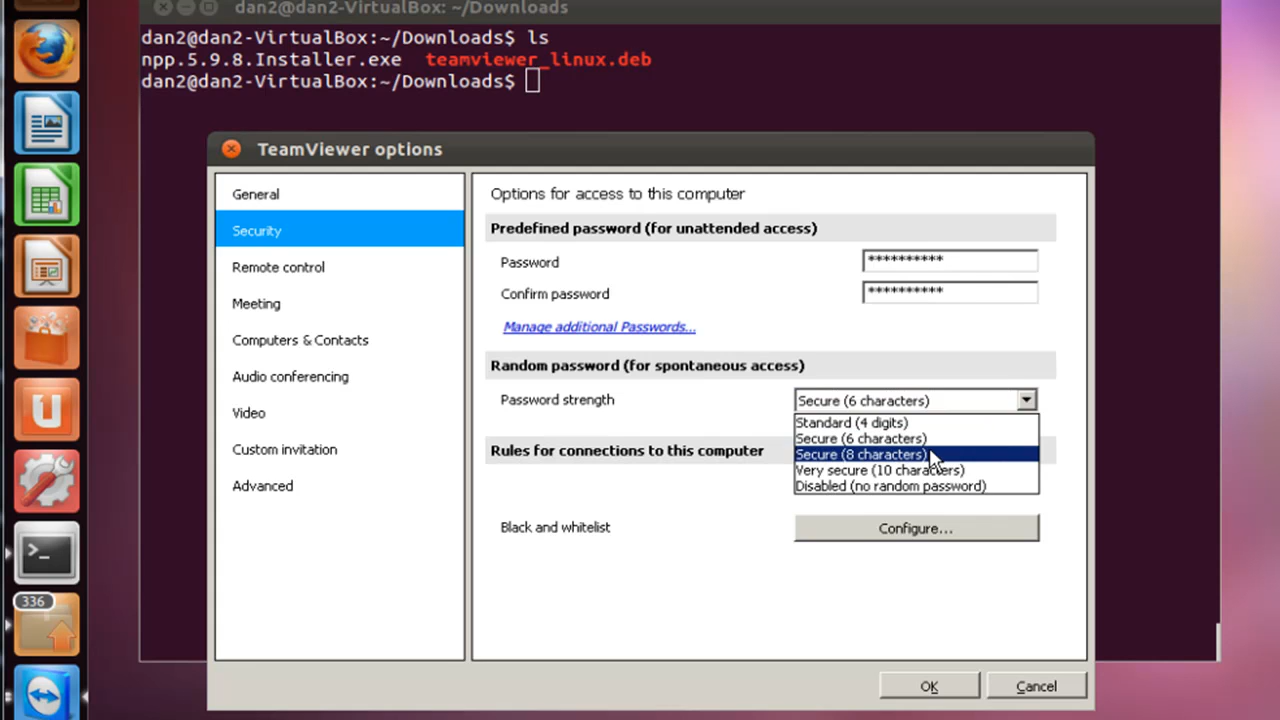 dan2@dan2-VirtualBox: ~/Downloads
dan2@dan2-VirtualBox:~/Downloads$ ls
npp.5.9.8.Installer.exe teamviewer_linux.deb
dan2@dan2-VirtualBox:~/Downloads$
TeamViewer options
General
Security
Remote control
Meeting
Computers & Contacts
Audio conferencing
Video
Custom invitation
Advanced
Options for access to this computer
Predefined password (for unattended access)
Password **********
Confirm password **********
Manage additional Passwords...
Random password (for spontaneous access)
Password strength Secure (6 characters)
Standard (4 digits)
Secure (6 characters)
Secure (8 characters)
Very secure (10 characters)
Disabled (no random password)
Rules for connections to this computer
Black and whitelist Configure...
OK Cancel
336